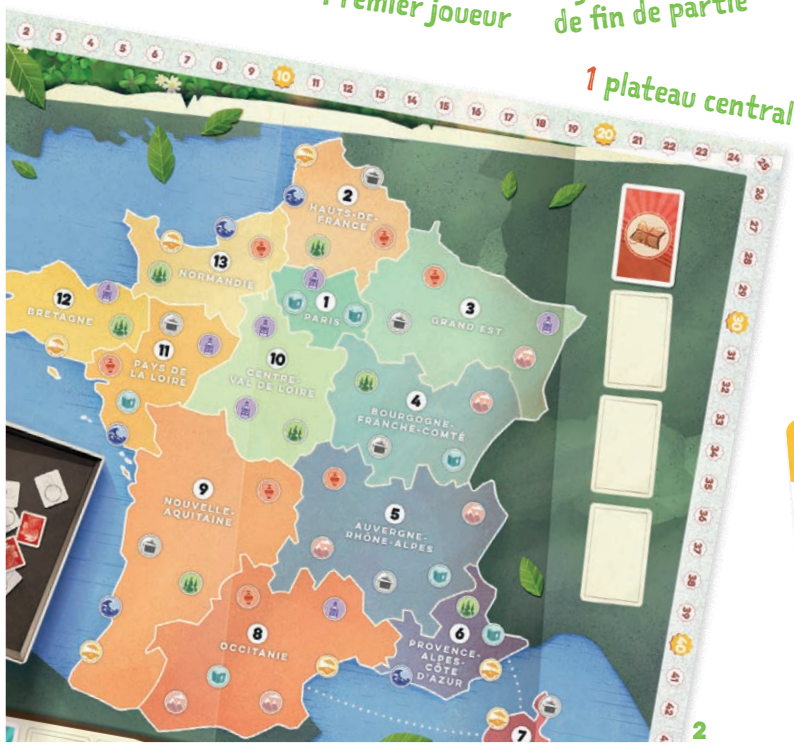 Premier joueur
de fin de partie
1 plateau central
2 3 4 5 6 7 8 9 10 11 12 13 14 15 16 17 18 19 20 21 22 23 24 25
26
27
28
29
30
31
32
33
34
35
36
37
38
39
40
41
42
2
HAUTS-DE-
FRANCE
13
NORMANDIE
1
PARIS
3
GRAND EST
12
BRETAGNE
11
PAYS DE
LA LOIRE
10
CENTRE-
VAL DE LOIRE
4
BOURGOGNE-
FRANCHE-COMTÉ
9
NOUVELLE-
AQUITAINE
5
AUVERGNE-
RHÔNE-ALPES
8
OCCITANIE
6
PROVENCE-
ALPES-
CÔTE
D'AZUR
7
2